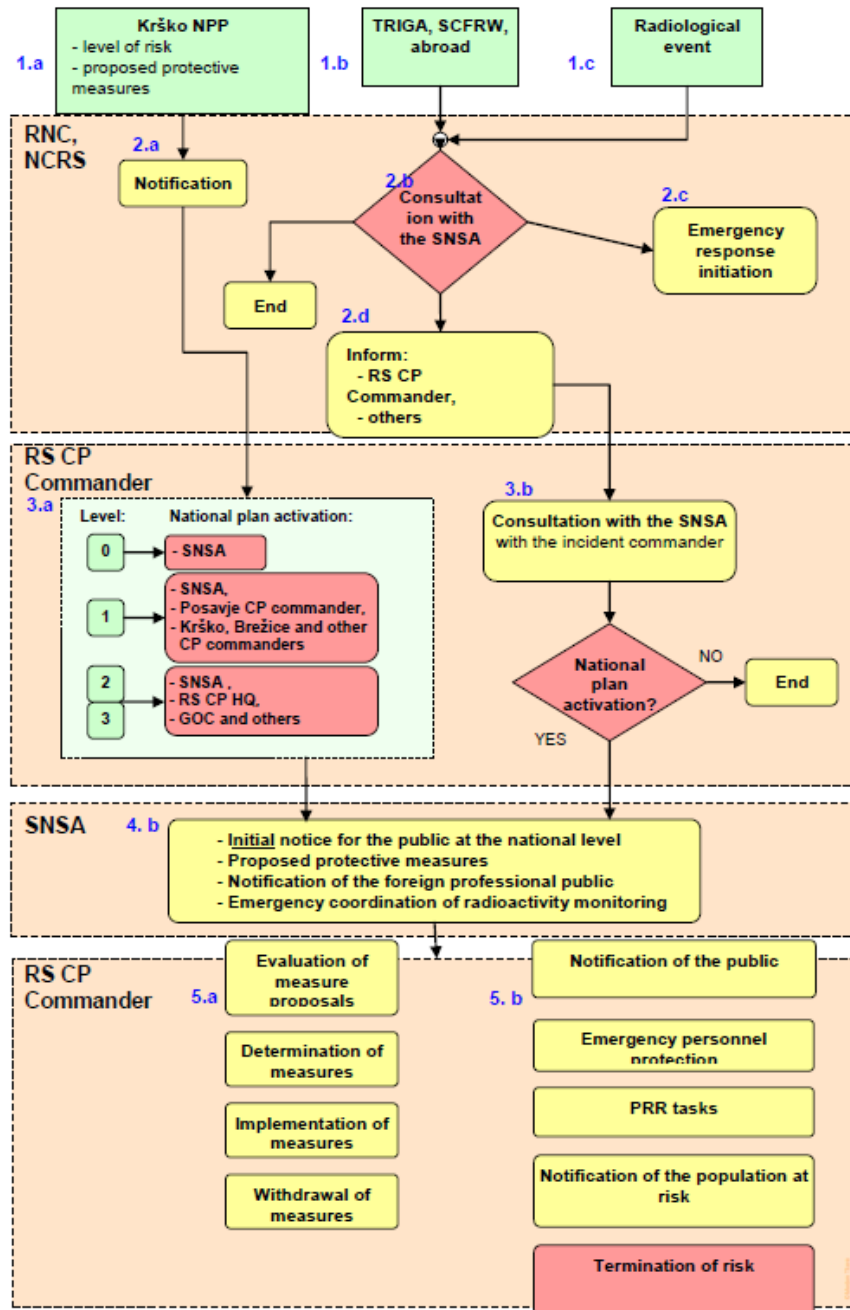 Krško NPP
- level of risk
- proposed protective
measures
1.a
TRIGA, SCFRW,
abroad
1.b
Radiological
event
1.c
RNC,
NCRS
2.a
Notification
2.b
Consultat
ion with
the SNSA
2.c
Emergency
response
initiation
End
2.d
Inform:
- RS CP
Commander,
- others
RS CP
Commander
3.a
Level:
National plan activation:
0
- SNSA
1
- SNSA,
- Posavje CP commander,
- Krško, Brežice and other
CP commanders
2
3
- SNSA ,
- RS CP HQ,
- GOC and others
3.b
Consultation with the SNSA
with the incident commander
National
plan
activation?
NO
End
YES
SNSA
4. b
- Initial notice for the public at the national level
- Proposed protective measures
- Notification of the foreign professional public
- Emergency coordination of radioactivity monitoring
RS CP
Commander
5.a
Evaluation of
measure
proposals
Determination of
measures
Implementation of
measures
Withdrawal of
measures
5. b
Notification of the public
Emergency personnel
protection
PRR tasks
Notification of the population at
risk
Termination of risk